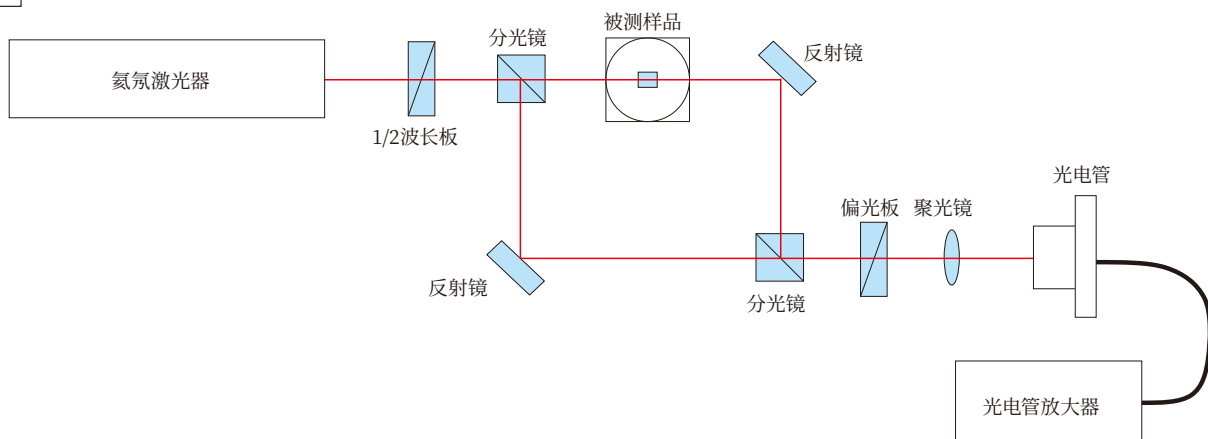 被测样品
分光镜
反射镜
氦氖激光器
1/2波长板
光电管
偏光板
聚光镜
反射镜
分光镜
光电管放大器